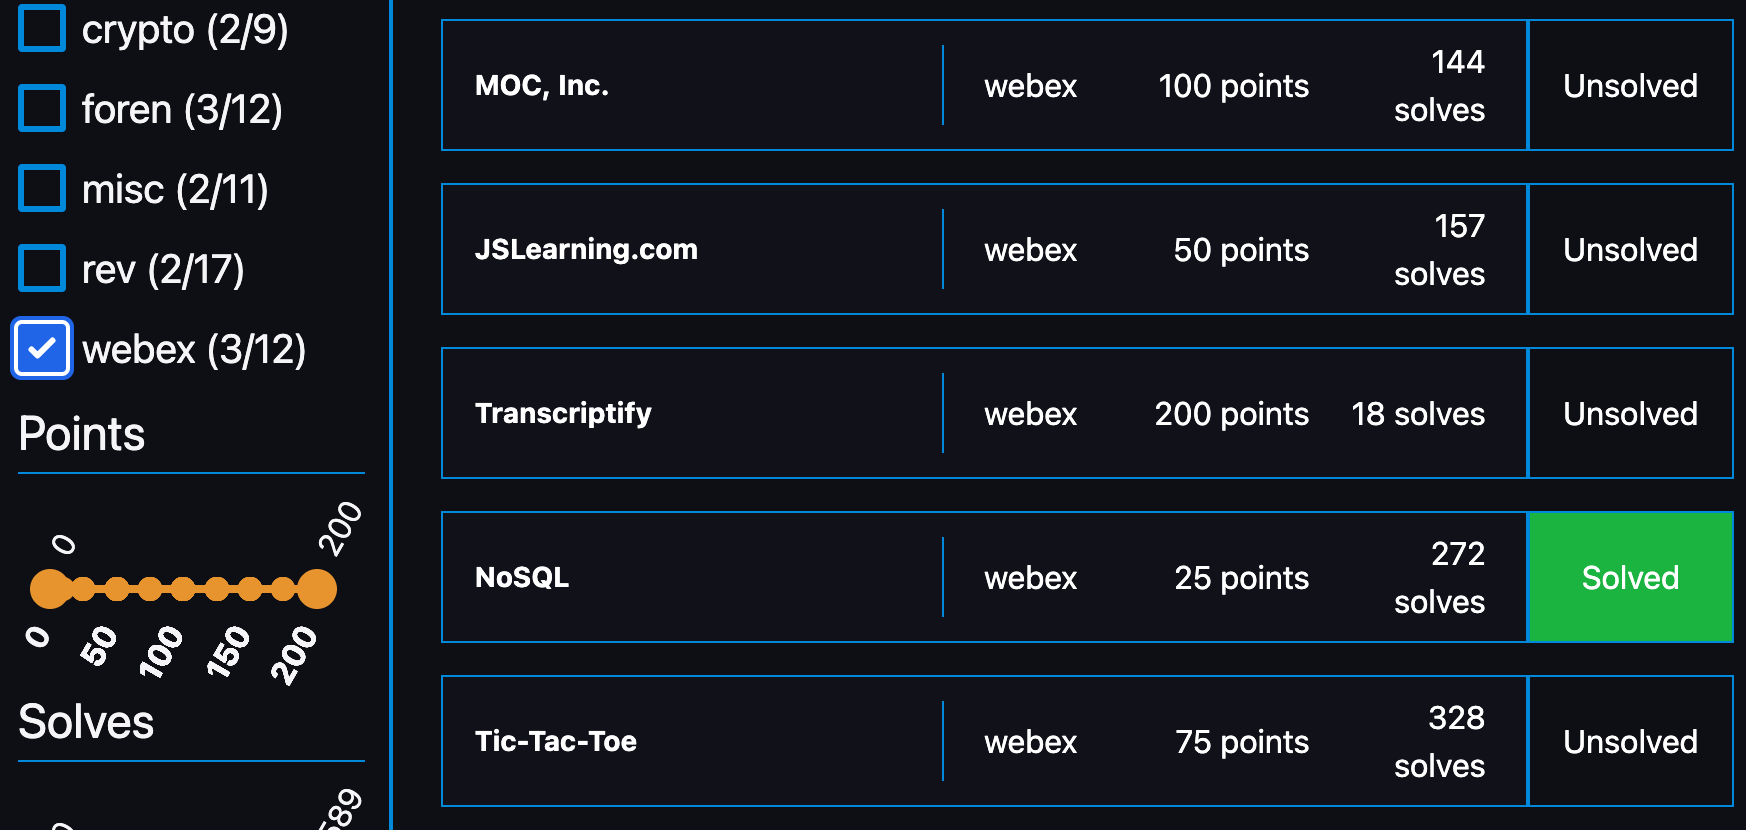 crypto (2/9)
foren (3/12)
misc (2/11)
rev (2/17)
webex (3/12)
Points
0
200
0
50
100
150
200
Solves
MOC, Inc.
webex
100 points
144
solves
Unsolved
JSLearning.com
webex
50 points
157
solves
Unsolved
Transcriptify
webex
200 points
18 solves
Unsolved
NoSQL
webex
25 points
272
solves
Solved
Tic-Tac-Toe
webex
75 points
328
solves
Unsolved